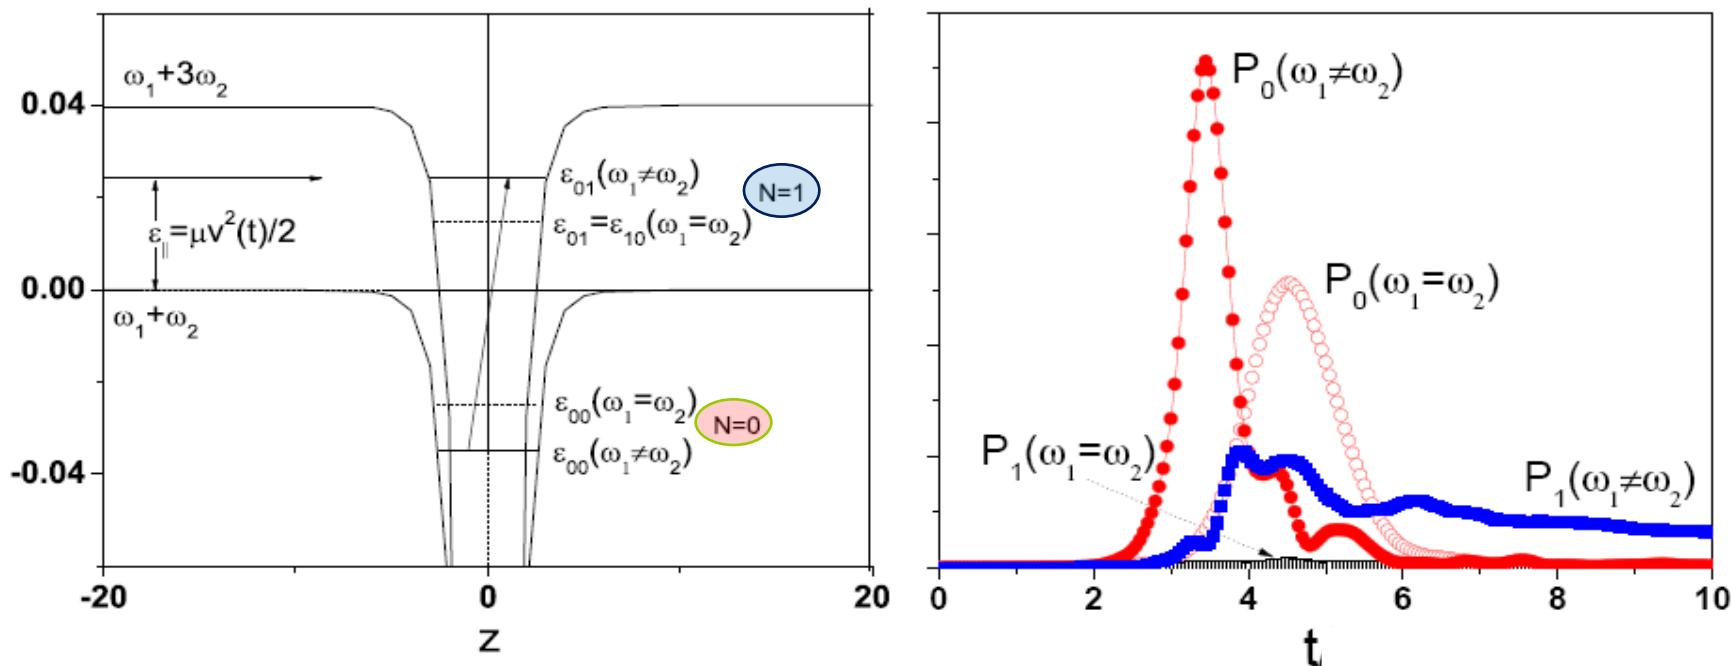 ω₁+3ω₂
0.04
ε₀₁(ω₁≠ω₂)
N=1
ε∥=μv²(t)/2
ε₀₁=ε₁₀(ω₁=ω₂)
0.00
ω₁+ω₂
ε₀₀(ω₁=ω₂)
N=0
ε₀₀(ω₁≠ω₂)
-0.04
-20
0
20
z
P₀(ω₁≠ω₂)
P₀(ω₁=ω₂)
P₁(ω₁=ω₂)
P₁(ω₁≠ω₂)
0
2
4
6
8
10
t